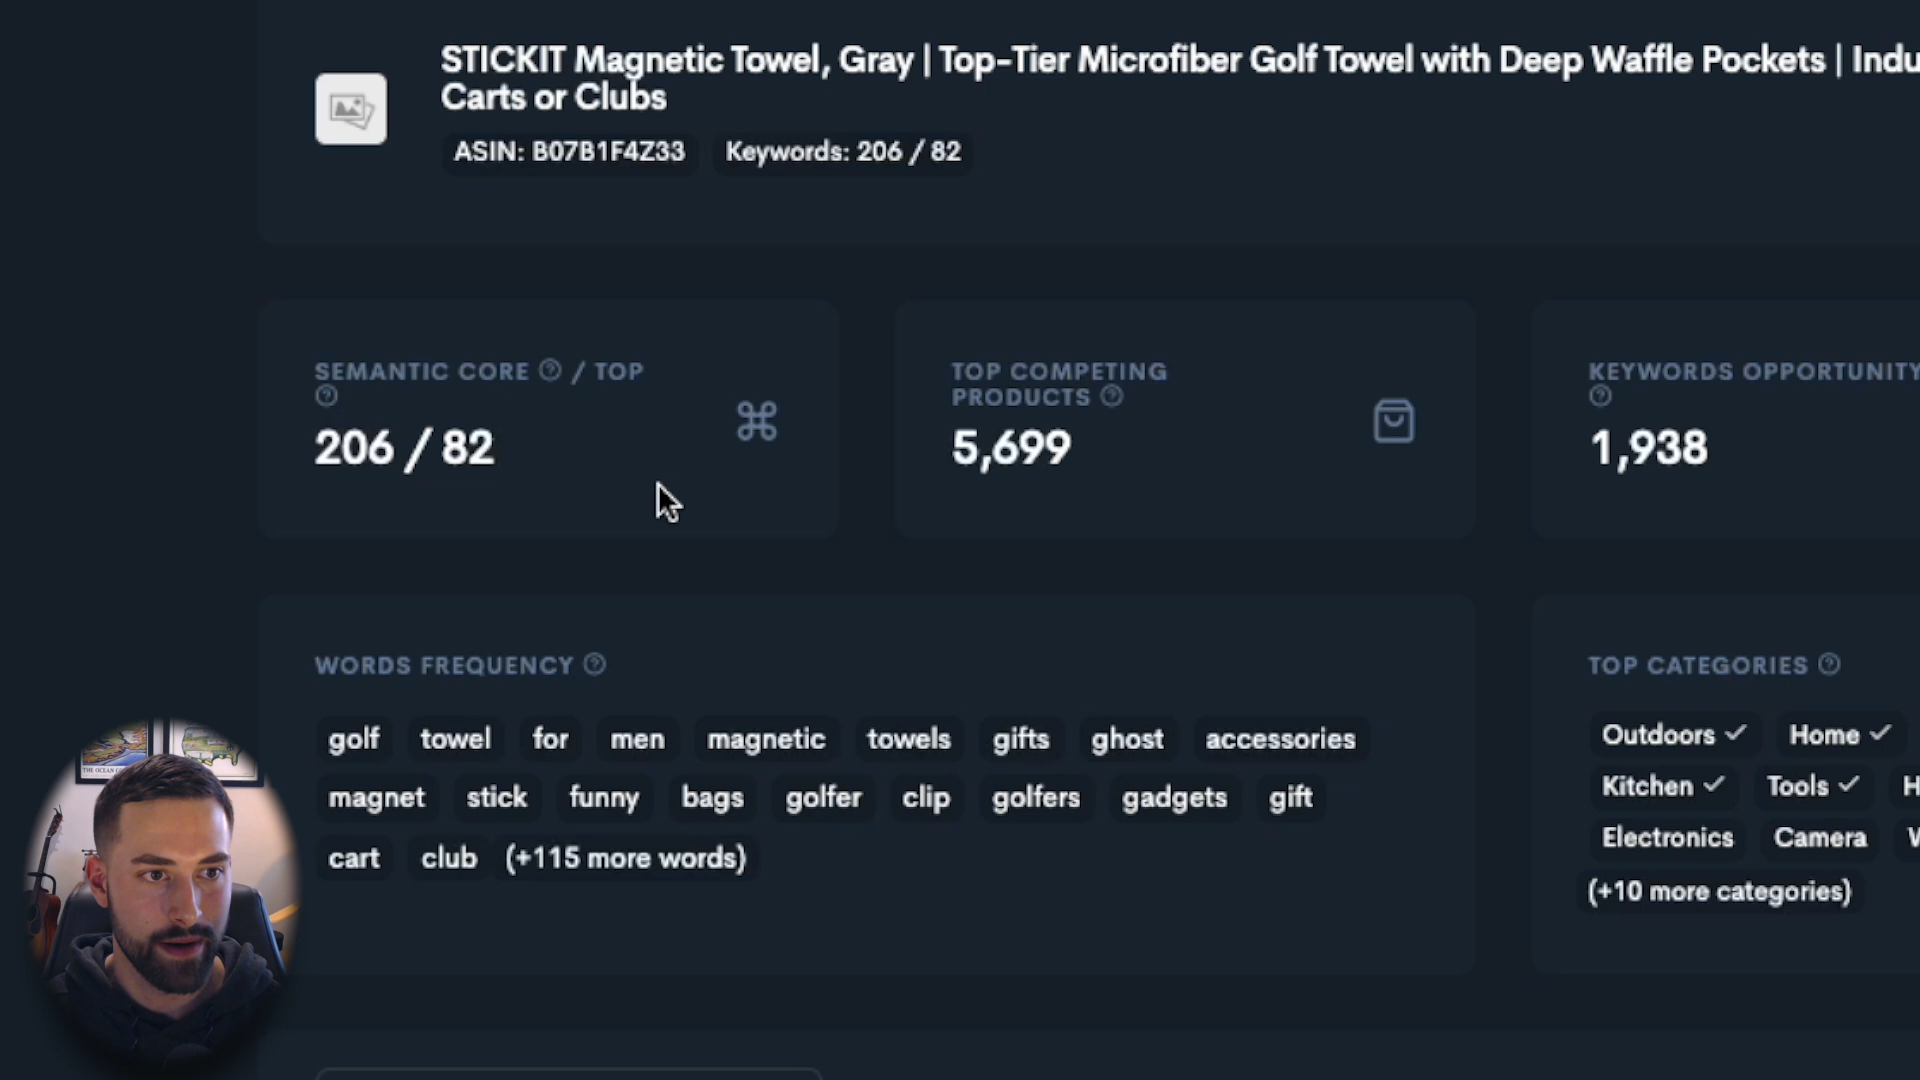 STICKIT Magnetic Towel, Gray | Top-Tier Microfiber Golf Towel with Deep Waffle Pockets | Indu
Carts or Clubs
ASIN: B07B1F4Z33 Keywords: 206 / 82
SEMANTIC CORE / TOP
206 / 82
TOP COMPETING
PRODUCTS
5,699
KEYWORDS OPPORTUNITY
1,938
WORDS FREQUENCY
golf towel for men magnetic towels gifts ghost accessories
magnet stick funny bags golfer clip golfers gadgets gift
cart club (+115 more words)
TOP CATEGORIES
Outdoors Home
Kitchen Tools H
Electronics Camera
(+10 more categories)